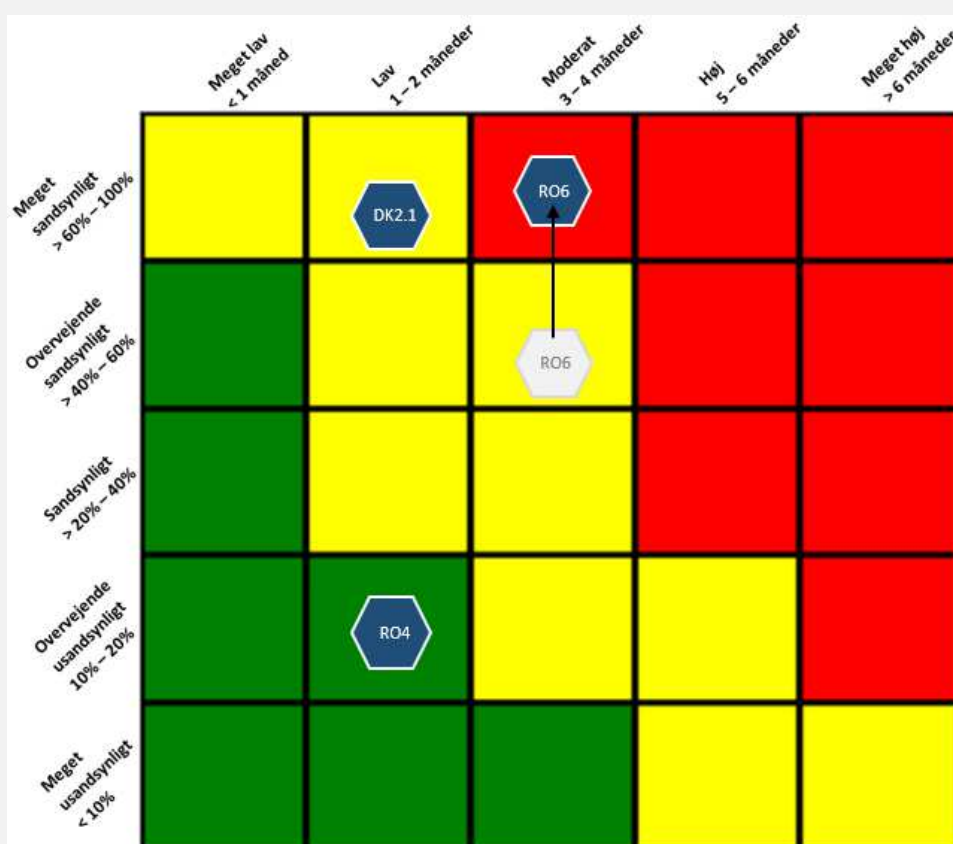 Meget lav
< 1 måned
Lav
1 – 2 måneder
Moderat
3 – 4 måneder
Høj
5 – 6 måneder
Meget høj
> 6 måneder
Meget
sandsynligt
> 60% – 100%
DK2.1
RO6
Overvejende
sandsynligt
> 40% – 60%
RO6
Sandsynligt
> 20% – 40%
Overvejende
usandsynligt
10% – 20%
RO4
Meget
usandsynligt
< 10%